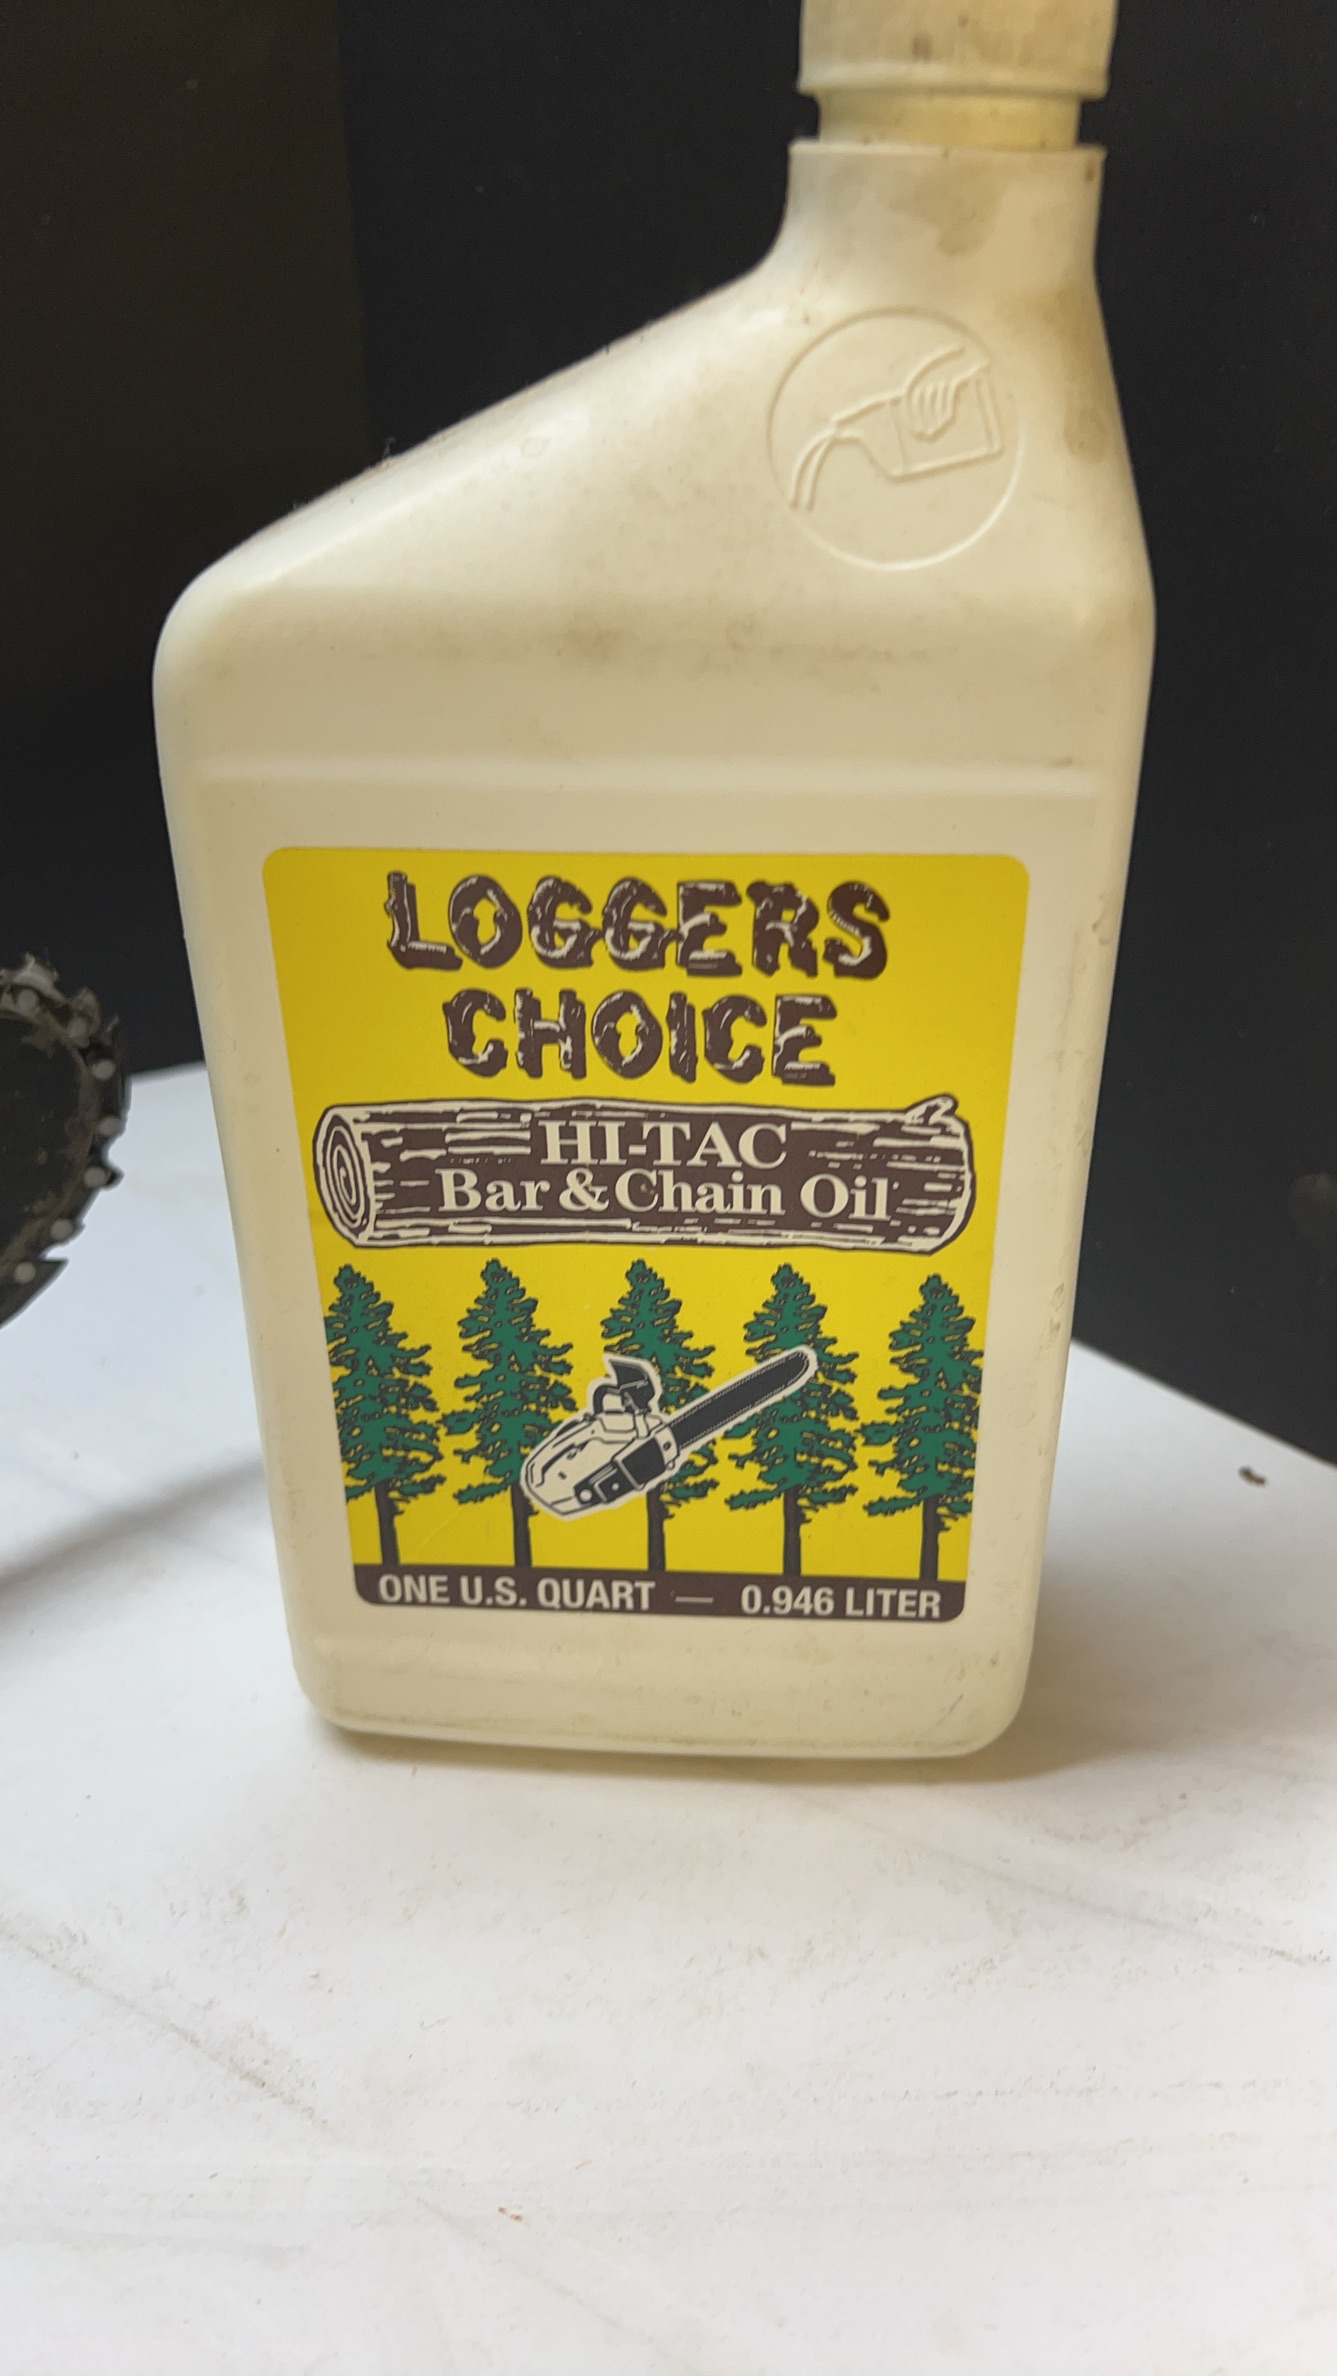 LOGGERS
CHOICE
HI-TAC
Bar & Chain Oil
ONE U.S. QUART — 0.946 LITER